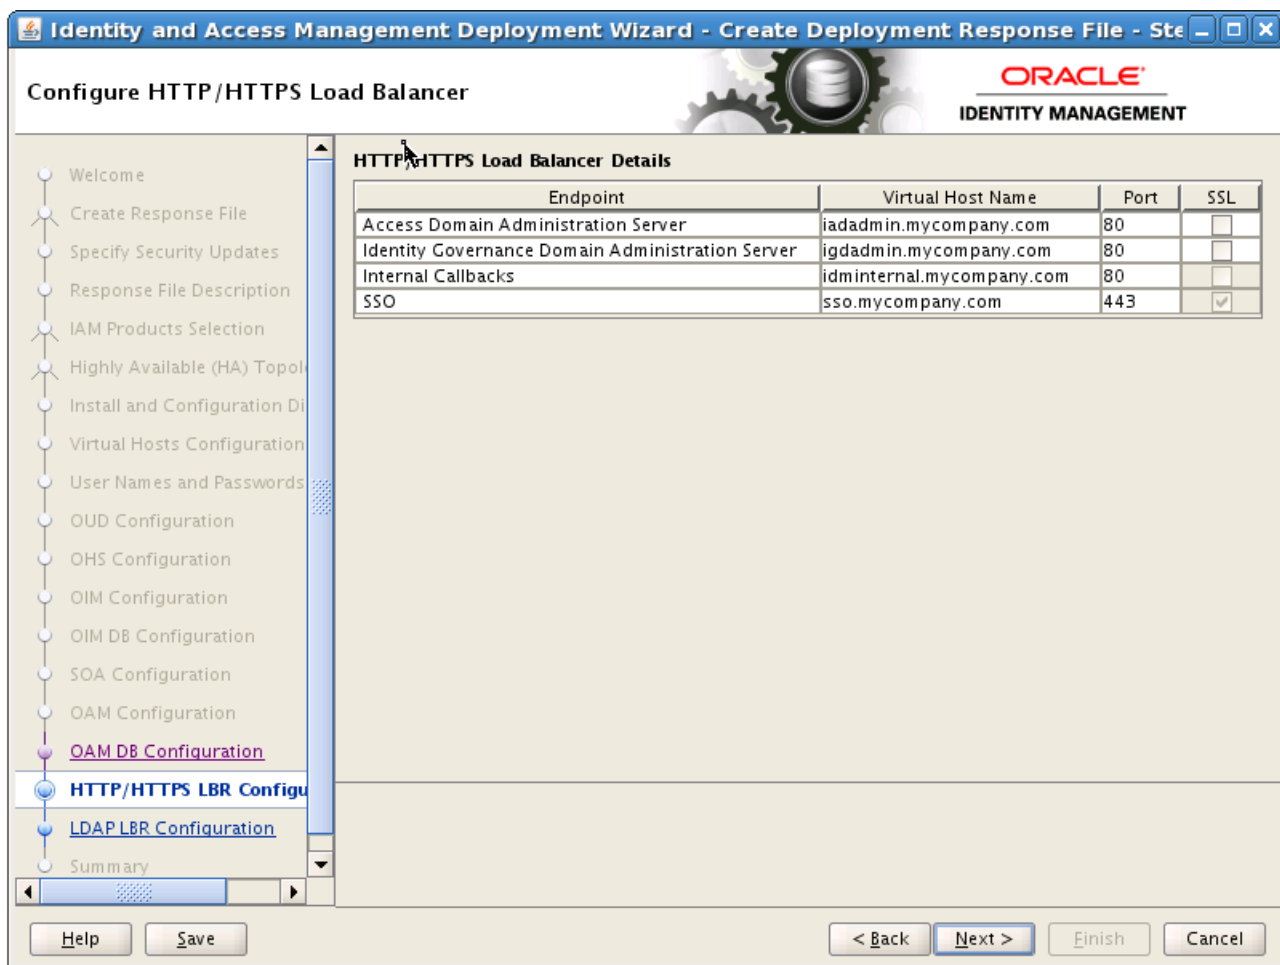 Identity and Access Management Deployment Wizard - Create Deployment Response File - Ste
Configure HTTP/HTTPS Load Balancer
ORACLE
IDENTITY MANAGEMENT
Welcome
Create Response File
Specify Security Updates
Response File Description
IAM Products Selection
Highly Available (HA) Topol
Install and Configuration Di
Virtual Hosts Configuration
User Names and Passwords
OUD Configuration
OHS Configuration
OIM Configuration
OIM DB Configuration
SOA Configuration
OAM Configuration
OAM DB Configuration
HTTP/HTTPS LBR Configu
LDAP LBR Configuration
Summary
HTTP/HTTPS Load Balancer Details
Endpoint Virtual Host Name Port SSL
Access Domain Administration Server iadadmin.mycompany.com 80
Identity Governance Domain Administration Server igdadmin.mycompany.com 80
Internal Callbacks idminternal.mycompany.com 80
SSO sso.mycompany.com 443
Help Save < Back Next > Finish Cancel